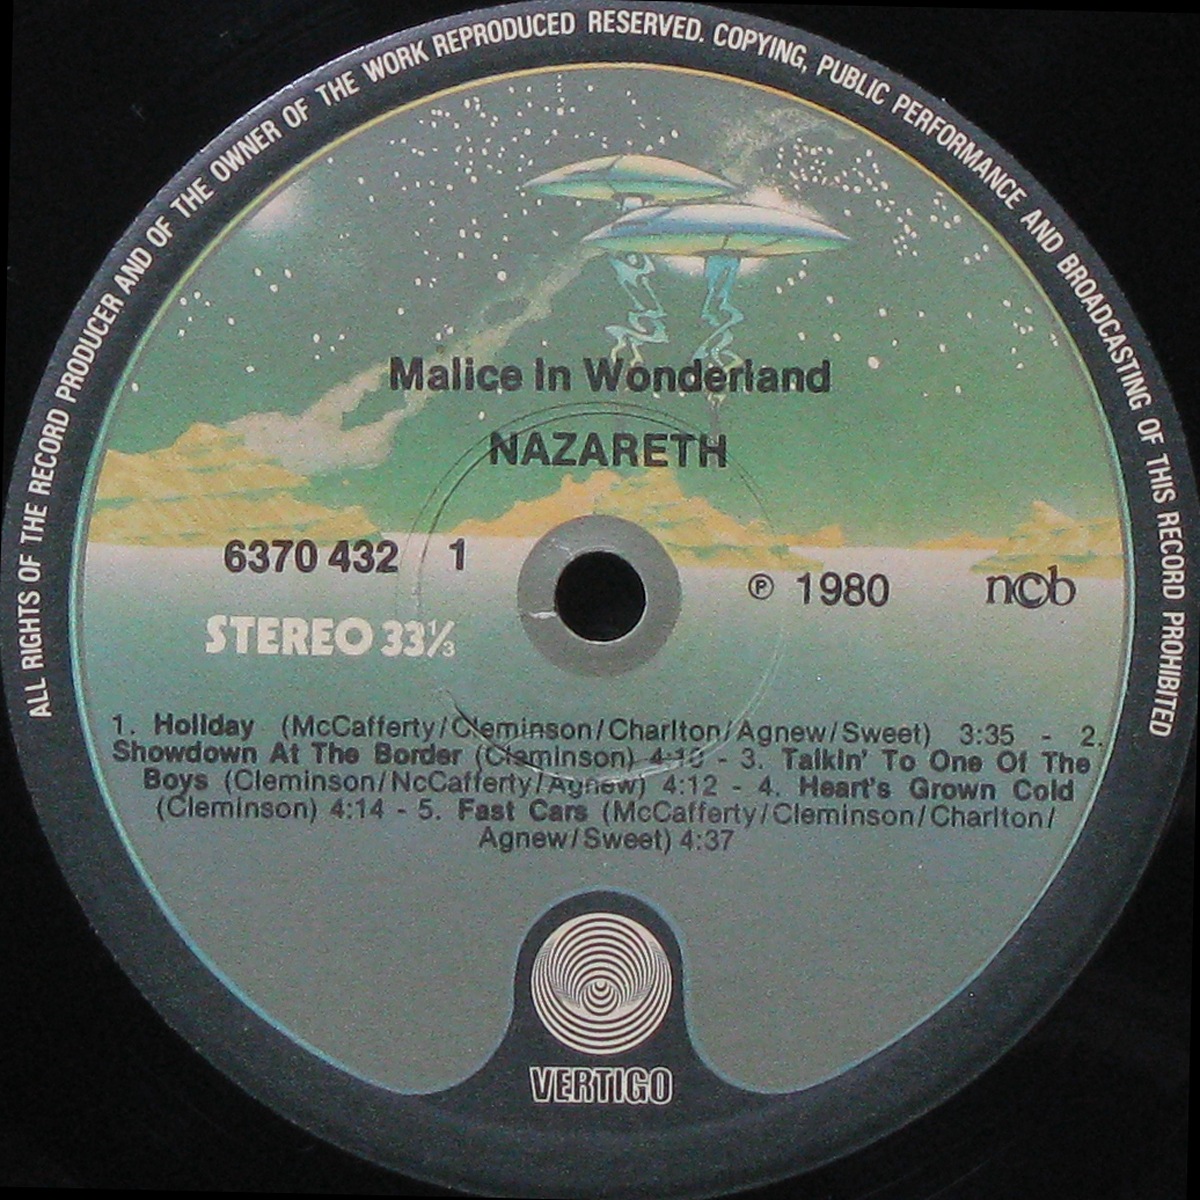 ALL RIGHTS OF THE RECORD PRODUCER AND OF THE OWNER OF THE WORK REPRODUCED RESERVED. COPYING, PUBLIC PERFORMANCE AND BROADCASTING OF THIS RECORD PROHIBITED
Malice In Wonderland
NAZARETH
6370 432 1
℗ 1980 ncb
STEREO 33⅓
1. Holiday (McCafferty/Cleminson/Charlton/Agnew/Sweet) 3:35 - 2.
Showdown At The Border (Cleminson) 4:10 - 3. Talkin' To One Of The
Boys (Cleminson/NcCafferty/Agnew) 4:12 - 4. Heart's Grown Cold
(Cleminson) 4:14 - 5. Fast Cars (McCafferty/Cleminson/Charlton/
Agnew/Sweet) 4:37
VERTIGO